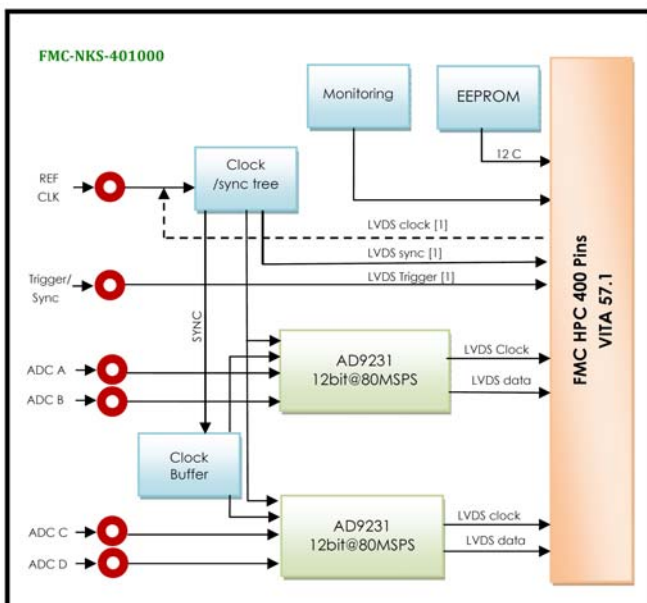 FMC-NKS-401000
Monitoring
EEPROM
12 C
REF
CLK
Clock
/sync tree
LVDS clock [1]
LVDS sync [1]
Trigger/
Sync
LVDS Trigger [1]
SYNC
FMC HPC 400 Pins
VITA 57.1
ADC A
ADC B
AD9231
12bit@80MSPS
LVDS Clock
LVDS data
Clock
Buffer
ADC C
ADC D
AD9231
12bit@80MSPS
LVDS clock
LVDS data